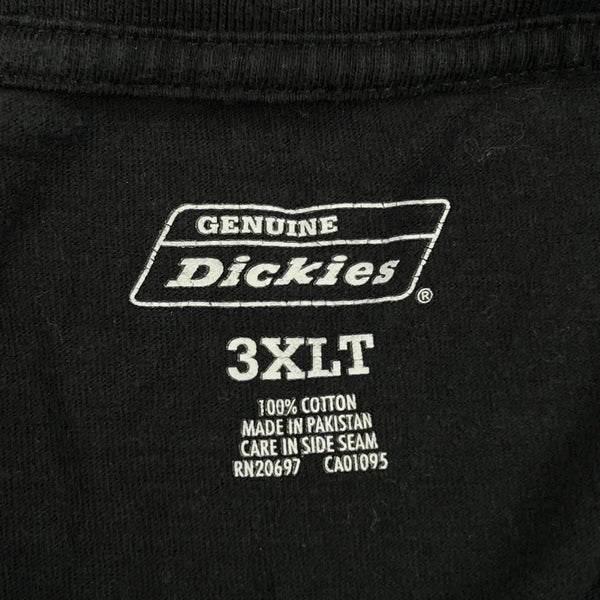 GENUINE
Dickies®
3XLT
100% COTTON
MADE IN PAKISTAN
CARE IN SIDE SEAM
RN20697 CA01095